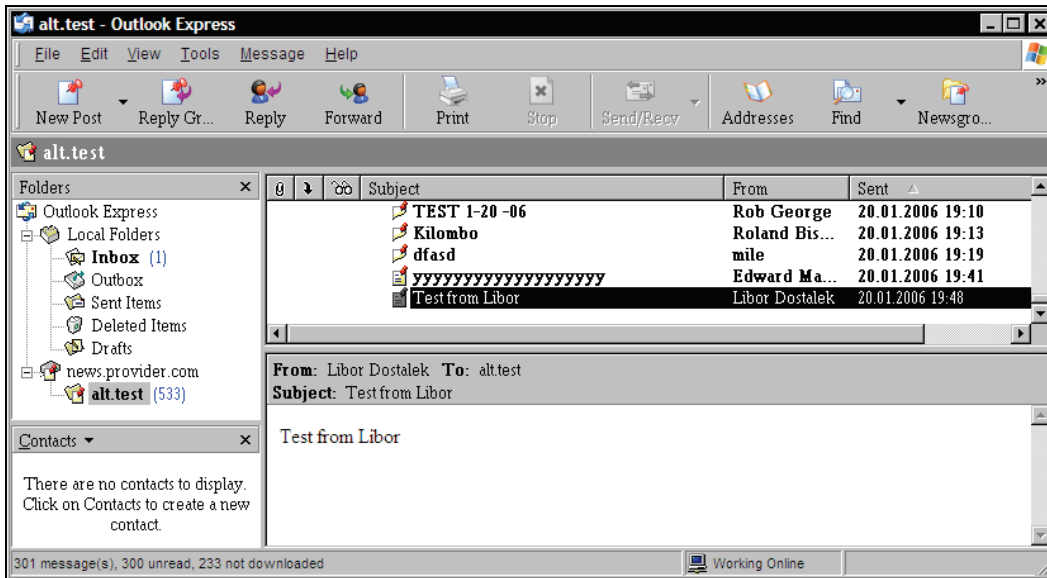 alt.test - Outlook Express
File Edit View Tools Message Help
New Post Reply Gr... Reply Forward Print Stop Send/Recv Addresses Find Newsgro... »
alt.test
Folders × Subject From Sent
Outlook Express
Local Folders
Inbox (1)
Outbox
Sent Items
Deleted Items
Drafts
news.provider.com
alt.test (533)
TEST 1-20 -06 Rob George 20.01.2006 19:10
Kilombo Roland Bis... 20.01.2006 19:13
dfasd mile 20.01.2006 19:19
yyyyyyyyyyyyyyyyyyy Edward Ma... 20.01.2006 19:41
Test from Libor Libor Dostalek 20.01.2006 19:48
From: Libor Dostalek To: alt.test
Subject: Test from Libor
Test from Libor
Contacts ×
There are no contacts to display.
Click on Contacts to create a new
contact.
301 message(s), 300 unread, 233 not downloaded Working Online